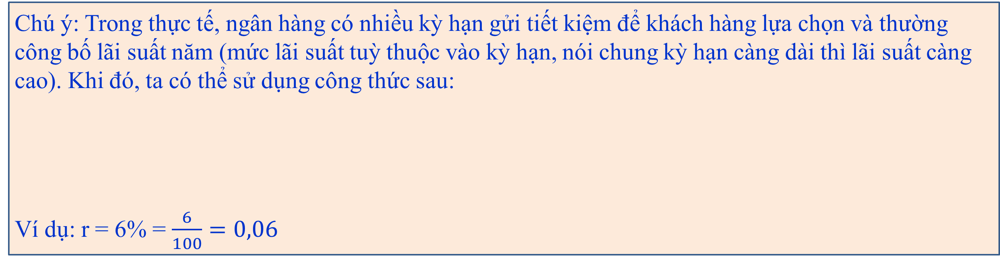 Chú ý: Trong thực tế, ngân hàng có nhiều kỳ hạn gửi tiết kiệm để khách hàng lựa chọn và thường
công bố lãi suất năm (mức lãi suất tuỳ thuộc vào kỳ hạn, nói chung kỳ hạn càng dài thì lãi suất càng
cao). Khi đó, ta có thể sử dụng công thức sau:
Ví dụ: r = 6% = 6/100 = 0,06